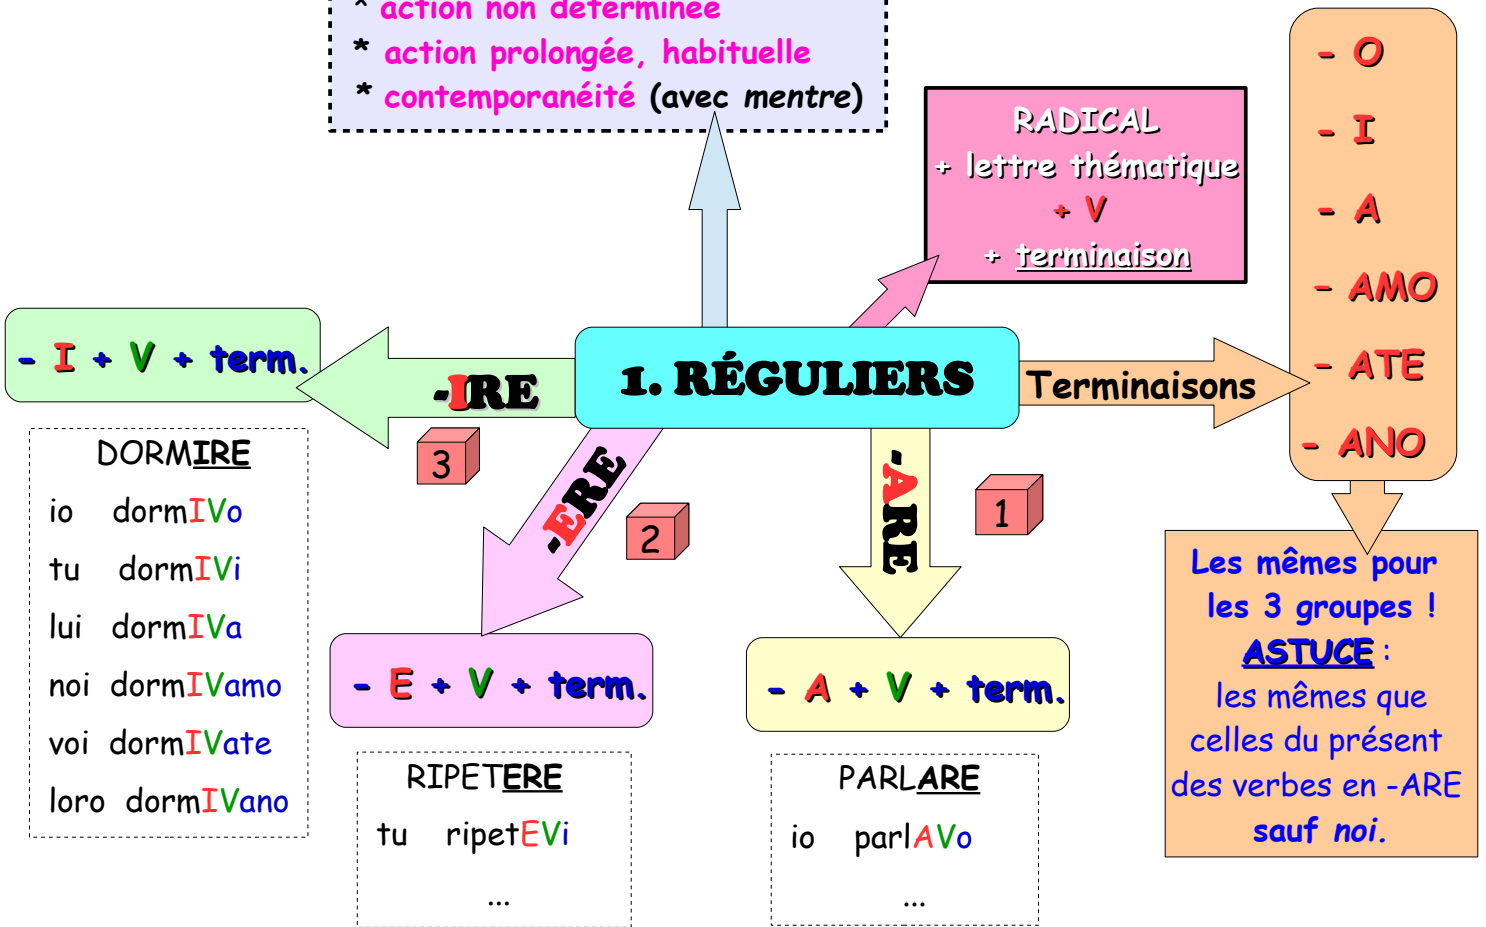 * action non déterminée
* action prolongée, habituelle
* contemporanéité (avec mentre)
RADICAL
+ lettre thématique
+ V
+ terminaison
- O
- I
- A
- AMO
- ATE
- ANO
- I + V + term.
-IRE
1. RÉGULIERS
Terminaisons
3
-ERE
2
-ARE
1
DORMIRE
io dormIVo
tu dormIVi
lui dormIVa
noi dormIVamo
voi dormIVate
loro dormIVano
- E + V + term.
RIPETERE
tu ripetEVi
...
- A + V + term.
PARLARE
io parlAVo
...
Les mêmes pour
les 3 groupes !
ASTUCE :
les mêmes que
celles du présent
des verbes en -ARE
sauf noi.